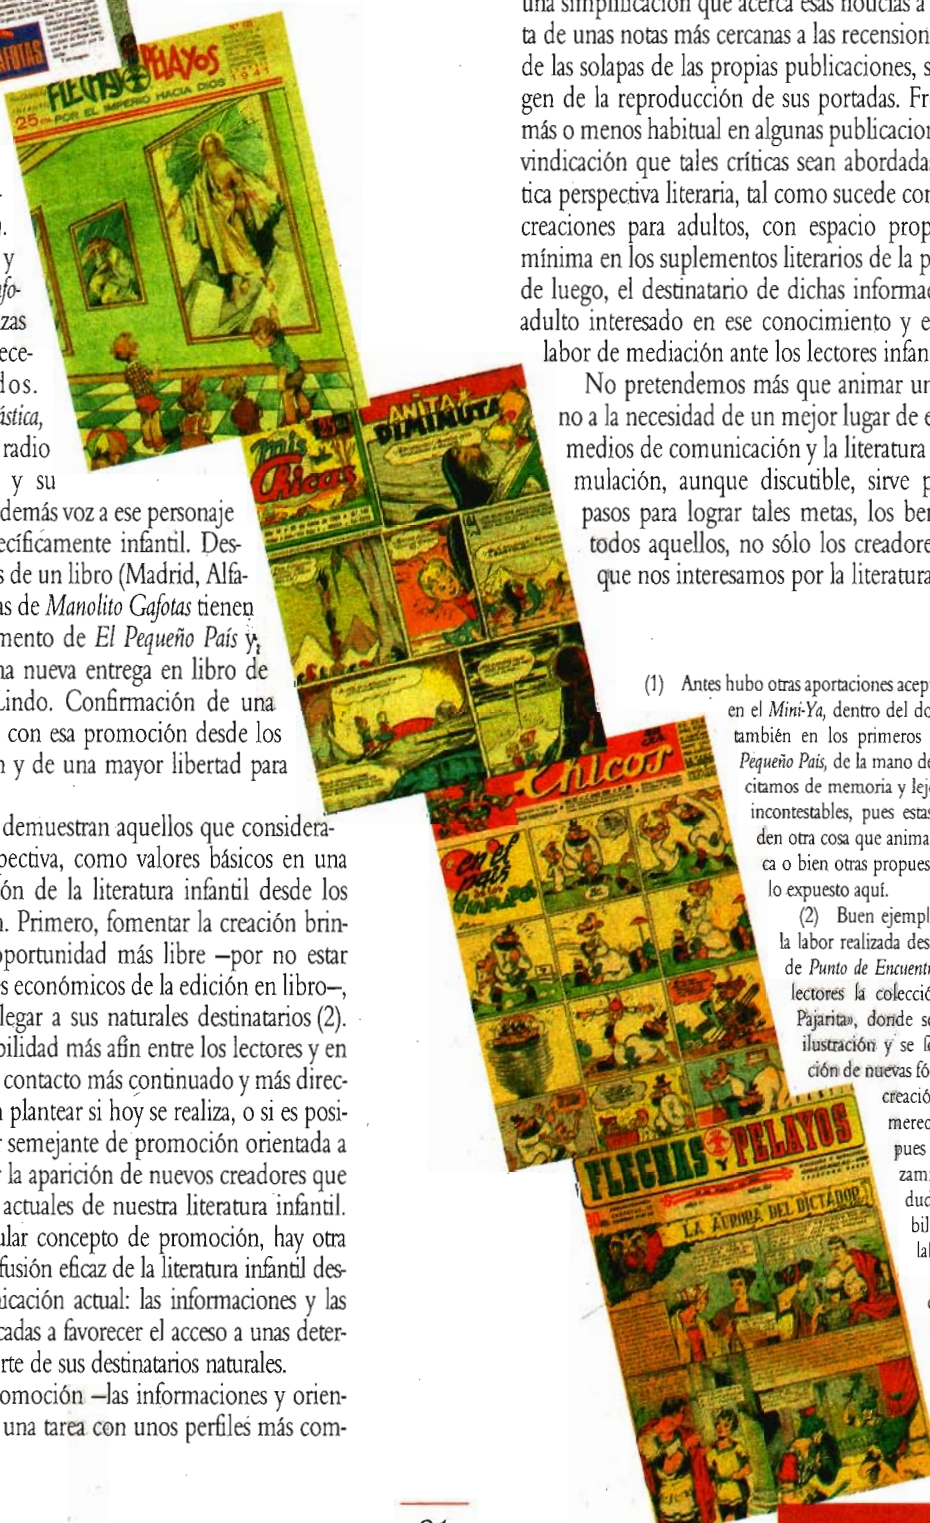 AFOTAS
FLECHAS Y PELAYOS
1941
25 POR EL IMPERIO HACIA DIOS
y
zas
ece-
dos.
ástica,
radio
y su
demás voz a ese personaje
ecíficamente infantil. Des-
s de un libro (Madrid, Alfa-
as de Manolito Gafotas tienen
mento de El Pequeño País y,
na nueva entrega en libro de
Lindo. Confirmación de una
con esa promoción desde los
n y de una mayor libertad para
demuestran aquellos que considera-
pectiva, como valores básicos en una
ón de la literatura infantil desde los
n. Primero, fomentar la creación brin-
oportunidad más libre –por no estar
es económicos de la edición en libro–,
legar a sus naturales destinatarios (2).
bilidad más afin entre los lectores y en
contacto más continuado y más direc-
n plantear si hoy se realiza, o si es posi-
r semejante de promoción orientada a
r la aparición de nuevos creadores que
actuales de nuestra literatura infantil.
ular concepto de promoción, hay otra
fusión eficaz de la literatura infantil des-
nicación actual: las informaciones y las
cadas a favorecer el acceso a unas deter-
rte de sus destinatarios naturales.
omoción –las informaciones y orien-
una tarea con unos perfiles más com-
Mis Chicas
ANITA DIMINUTA
Chicos
en el país
FLECHAS Y PELAYOS
LA AURORA DEL DICTADOR
una simplificación que acerca esas noticias a
ta de unas notas más cercanas a las recension
de las solapas de las propias publicaciones, s
gen de la reproducción de sus portadas. Fr
más o menos habitual en algunas publicacion
vindicación que tales críticas sean abordada
tica perspectiva literaria, tal como sucede con
creaciones para adultos, con espacio prop
mínima en los suplementos literarios de la p
de luego, el destinatario de dichas informa
adulto interesado en ese conocimiento y e
labor de mediación ante los lectores infan
No pretendemos más que animar un
no a la necesidad de un mejor lugar de e
medios de comunicación y la literatura
mulación, aunque discutible, sirve p
pasos para lograr tales metas, los ben
todos aquellos, no sólo los creadore
que nos interesamos por la literatura
(1) Antes hubo otras aportaciones acep
en el Mini-Ya, dentro del do
también en los primeros
Pequeño País, de la mano de
citamos de memoria y lej
incontestables, pues estas
den otra cosa que anima
ca o bien otras propues
lo expuesto aquí.
(2) Buen ejempl
la labor realizada des
de Punto de Encuentr
lectores la colecció
Pajarita», donde s
ilustración y se f
ción de nuevas fó
creació
merec
pues
zam
dud
bil
la